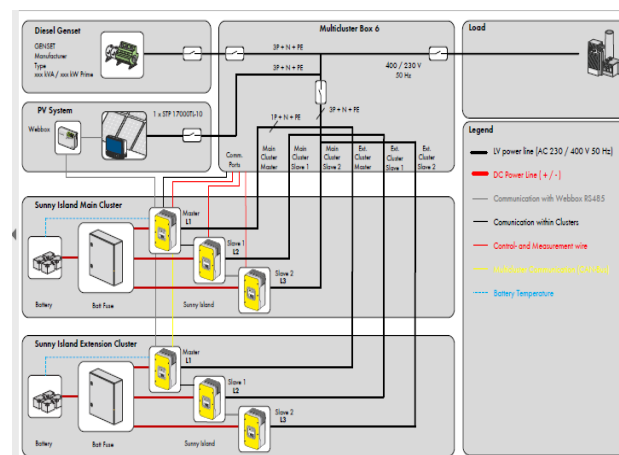 Diesel Genset
GENSET
Manufacturer
Type
xxx kVA / xxx kW Prime
Multicluster Box 6
3P + N + PE
3P + N + PE
400 / 230 V
50 Hz
1P + N + PE
3P + N + PE
Comm.
Ports
Main
Cluster
Master
Main
Cluster
Slave 1
Main
Cluster
Slave 2
Ext.
Cluster
Master
Ext.
Cluster
Slave 1
Ext.
Cluster
Slave 2
Load
PV System
Webbox
1 x STP 17000TL-10
Legend
LV power line (AC 230 / 400 V 50 Hz)
DC Power Line ( + / - )
Communication with Webbox RS485
Comunication within Clusters
Control- and Measurement wire
Multicluster Communication (CAN-Bus)
Battery Temperature
Sunny Island Main Cluster
Master
L1
Slave 1
L2
Slave 2
L3
Battery
Batt Fuse
Sunny Island
Sunny Island Extension Cluster
Master
L1
Slave 1
L2
Slave 2
L3
Battery
Batt Fuse
Sunny Island